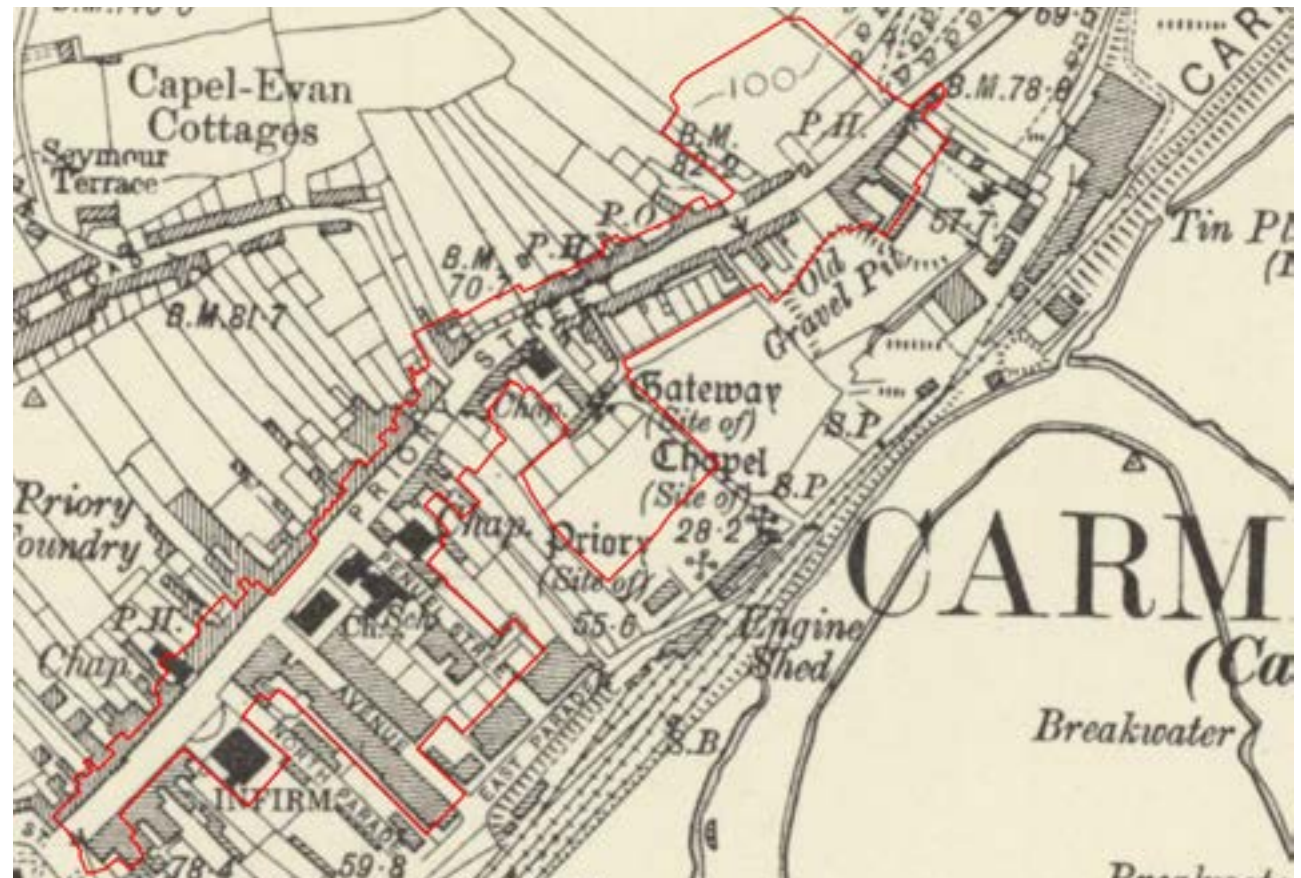 69
100
B.M. 78·8
Capel-Evan
Cottages
P.H.
B.M.
82·2
Seymour
Terrace
P.O.
57·7
Tin Pl
P.H.
B.M.
70·
Old
Gravel Pit
B.M. 81·7
STREET
Gateway
(Site of)
Chap.
S.P
Chapel
(Site of)
PRIORY
S.P
Priory
Foundry
Chap.
28·2
Priory
(Site of)
CARM
PENUEL STR
P.H.
Ch.
Sch.
55·6
Engine
Shed
(Ca
Chap.
AVENUE
Breakwater
S.B.
NORTH PARADE
EAST PARADE
INFIRM
ST
78·4
59·8